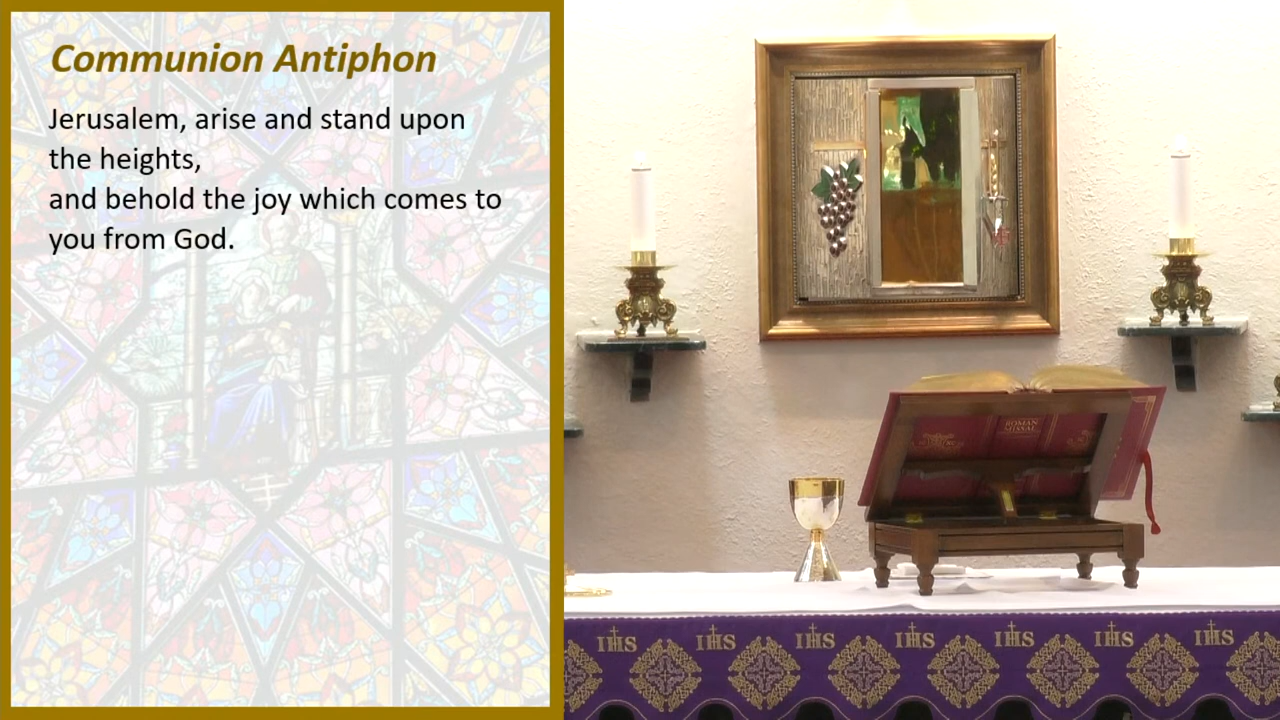 Communion Antiphon
Jerusalem, arise and stand upon
the heights,
and behold the joy which comes to
you from God.
ROMAN
MISSAL
IHS IHS IHS IHS IHS IHS IHS